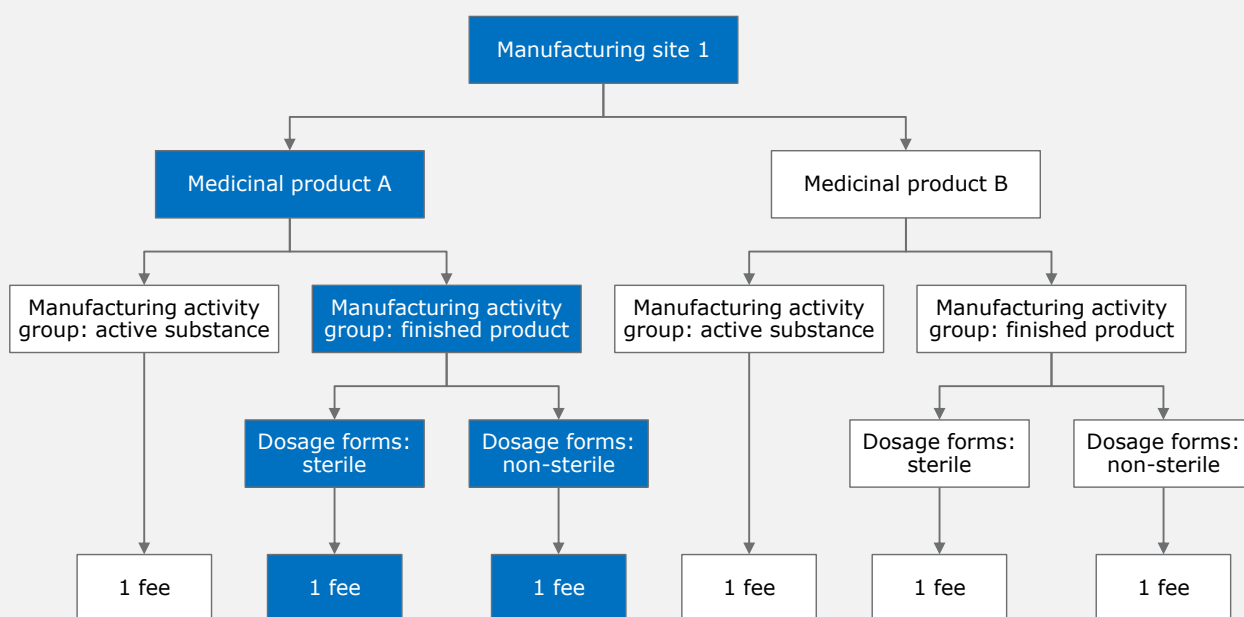 Manufacturing site 1
Medicinal product A
Medicinal product B
Manufacturing activity
group: active substance
Manufacturing activity
group: finished product
Manufacturing activity
group: active substance
Manufacturing activity
group: finished product
Dosage forms:
sterile
Dosage forms:
non-sterile
Dosage forms:
sterile
Dosage forms:
non-sterile
1 fee
1 fee
1 fee
1 fee
1 fee
1 fee